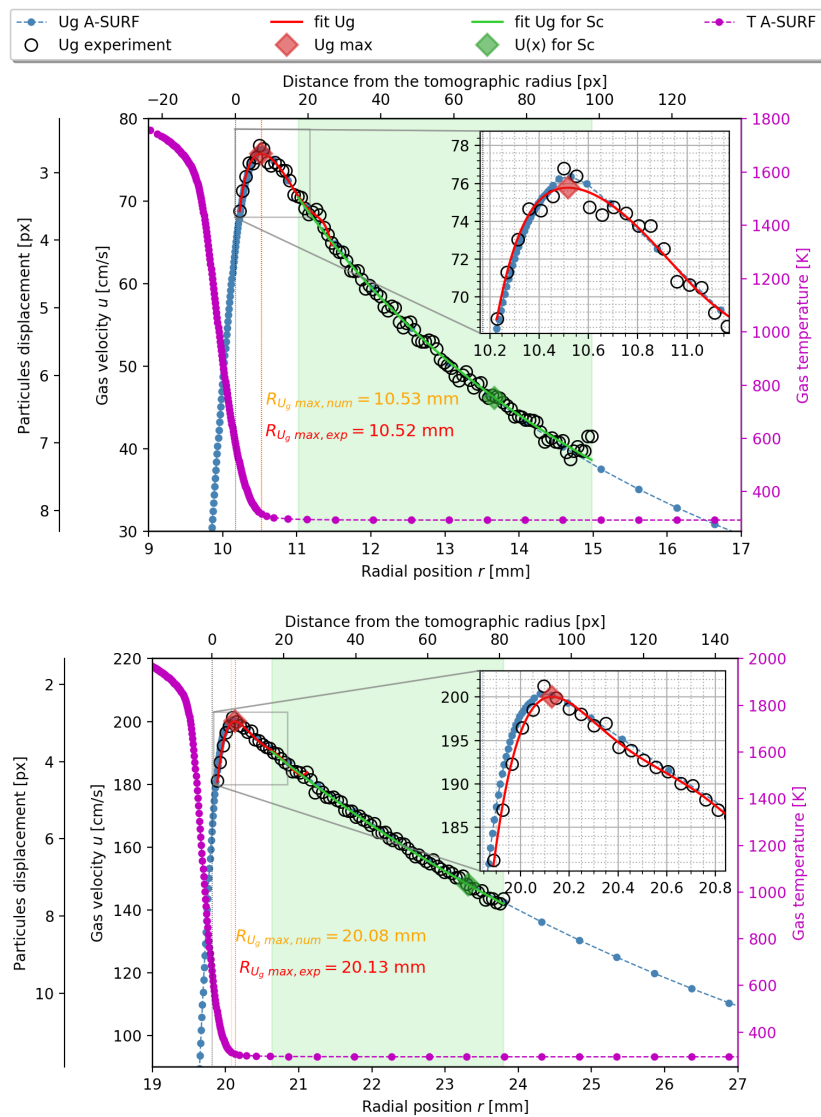 Ug A-SURF fit Ug fit Ug for Sc T A-SURF
Ug experiment Ug max U(x) for Sc
Distance from the tomographic radius [px]
−20 0 20 40 60 80 100 120
80 70 60 50 40 30
Gas velocity u [cm/s]
3 4 5 6 7 8
Particules displacement [px]
1800 1600 1400 1200 1000 800 600 400
Gas temperature [K]
78 76 74 72 70
10.2 10.4 10.6 10.8 11.0
R_{U_g max,num} = 10.53 mm
R_{U_g max,exp} = 10.52 mm
9 10 11 12 13 14 15 16 17
Radial position r [mm]
Distance from the tomographic radius [px]
0 20 40 60 80 100 120 140
220 200 180 160 140 120 100
Gas velocity u [cm/s]
2 4 6 8 10
Particules displacement [px]
2000 1800 1600 1400 1200 1000 800 600 400
Gas temperature [K]
200 195 190 185
20.0 20.2 20.4 20.6 20.8
R_{U_g max,num} = 20.08 mm
R_{U_g max,exp} = 20.13 mm
19 20 21 22 23 24 25 26 27
Radial position r [mm]